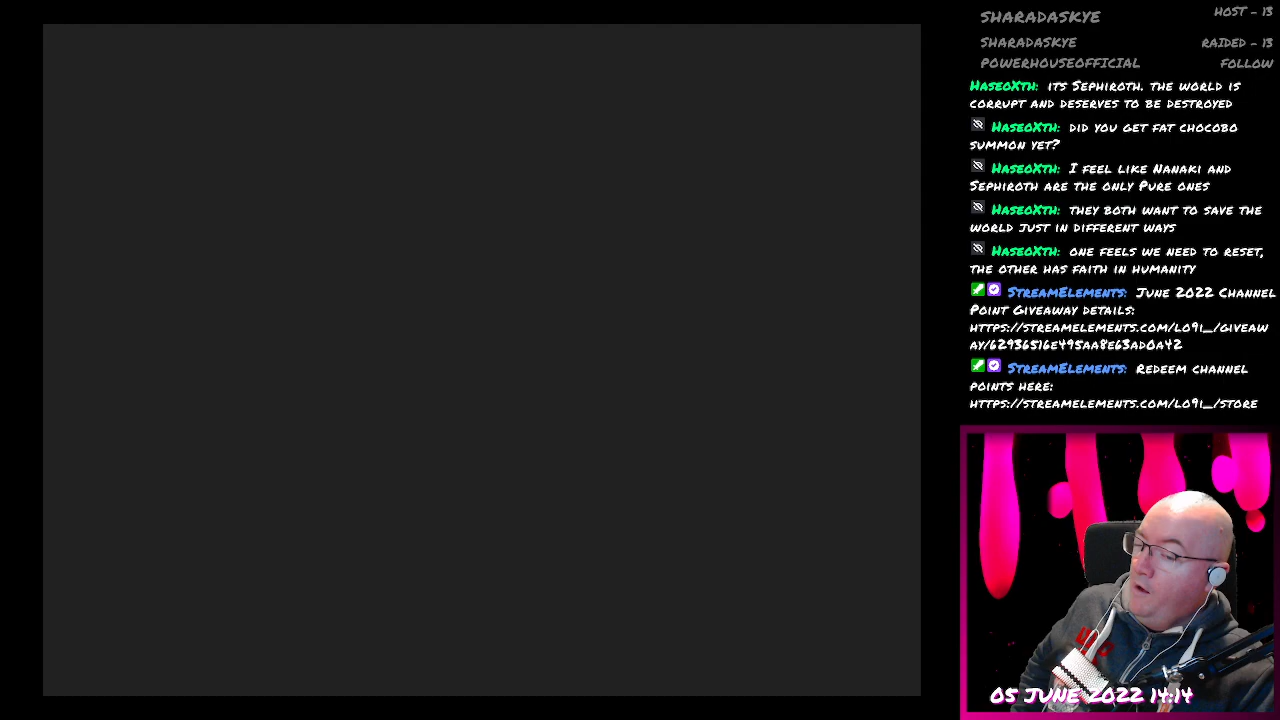 SHARADASKYE HOST - 13
SHARADASKYE RAIDED - 13
POWERHOUSEOFFICIAL FOLLOW
HaseoXth: its Sephiroth. the world is
corrupt and deserves to be destroyed
HaseoXth: did you get fat chocobo
summon yet?
HaseoXth: I feel like Nanaki and
Sephiroth are the only Pure ones
HaseoXth: they both want to save the
world just in different ways
HaseoXth: one feels we need to reset,
the other has faith in humanity
StreamElements: June 2022 Channel
Point Giveaway details:
https://streamelements.com/lo9i_/giveaw
ay/62936516e495aa8e63ad0a42
StreamElements: Redeem channel
points here:
https://streamelements.com/lo9i_/store
05 JUNE 2022 14:14